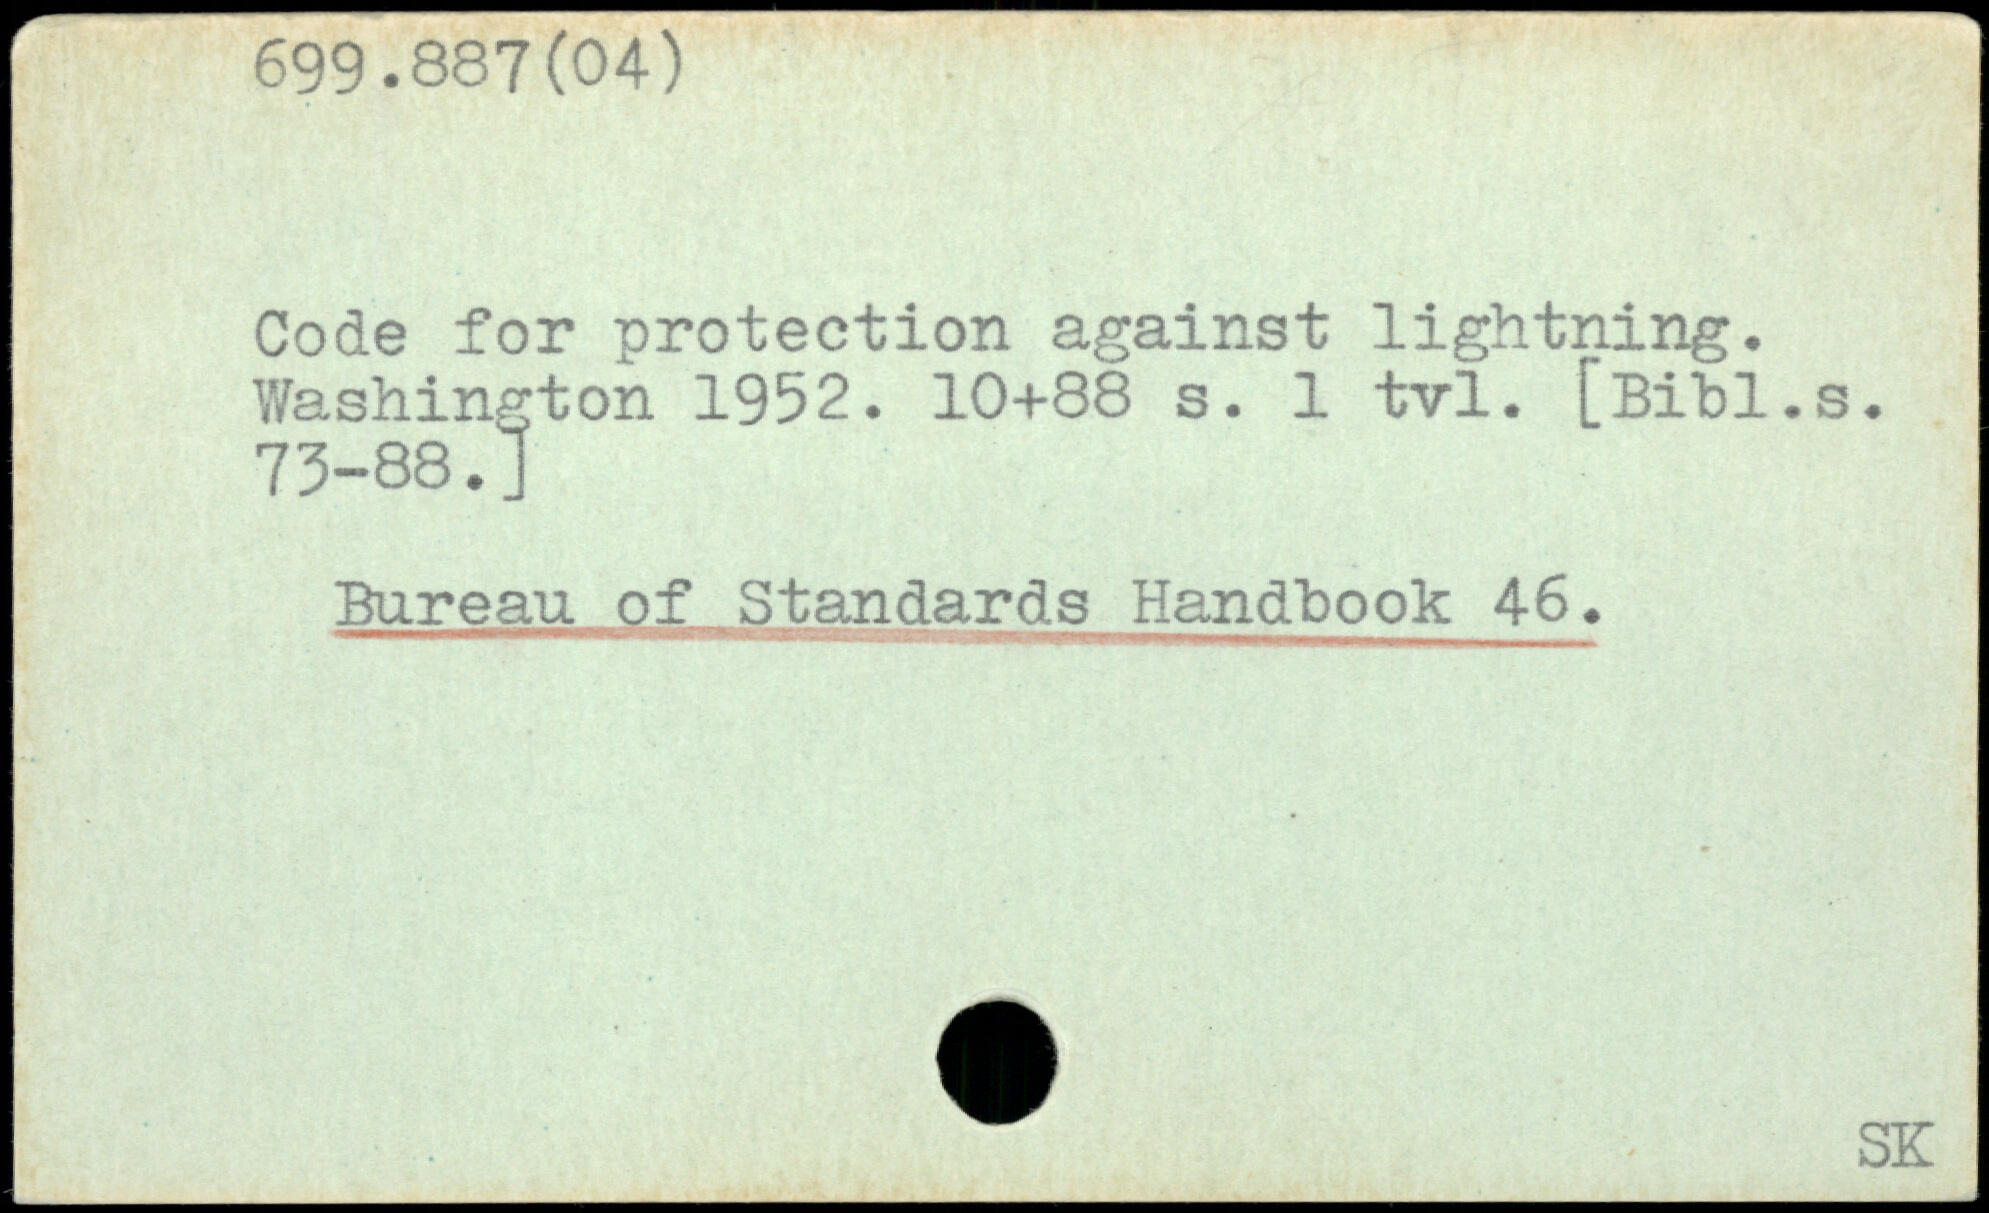 699.887(04)
Code for protection against lightning.
Washington 1952. 10+88 s. 1 tvl. [Bibl.s.
73-88.]
Bureau of Standards Handbook 46.
SK